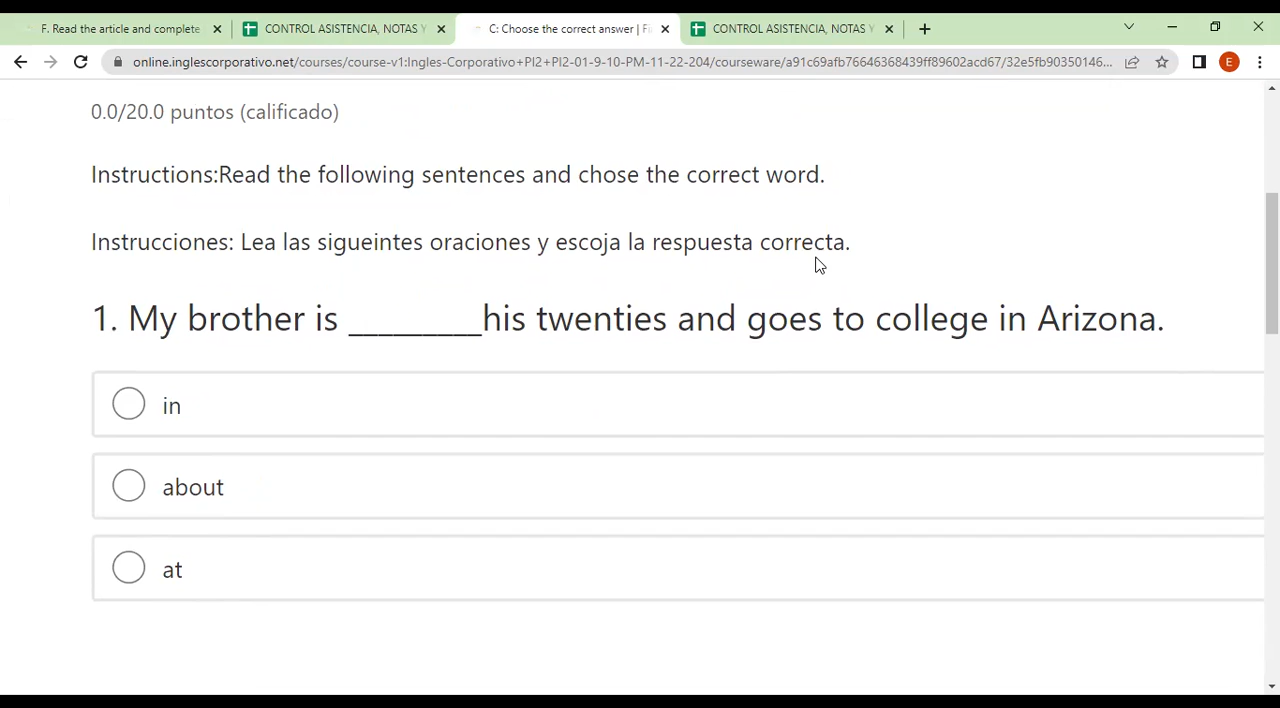 F. Read the article and complete
CONTROL ASISTENCIA, NOTAS Y
C: Choose the correct answer | Fi
CONTROL ASISTENCIA, NOTAS Y
online.inglescorporativo.net/courses/course-v1:Ingles-Corporativo+PI2+PI2-01-9-10-PM-11-22-204/courseware/a91c69afb76646368439ff89602acd67/32e5fb90350146...
E
0.0/20.0 puntos (calificado)
Instructions:Read the following sentences and chose the correct word.
Instrucciones: Lea las sigueintes oraciones y escoja la respuesta correcta.
1. My brother is _________his twenties and goes to college in Arizona.
in
about
at